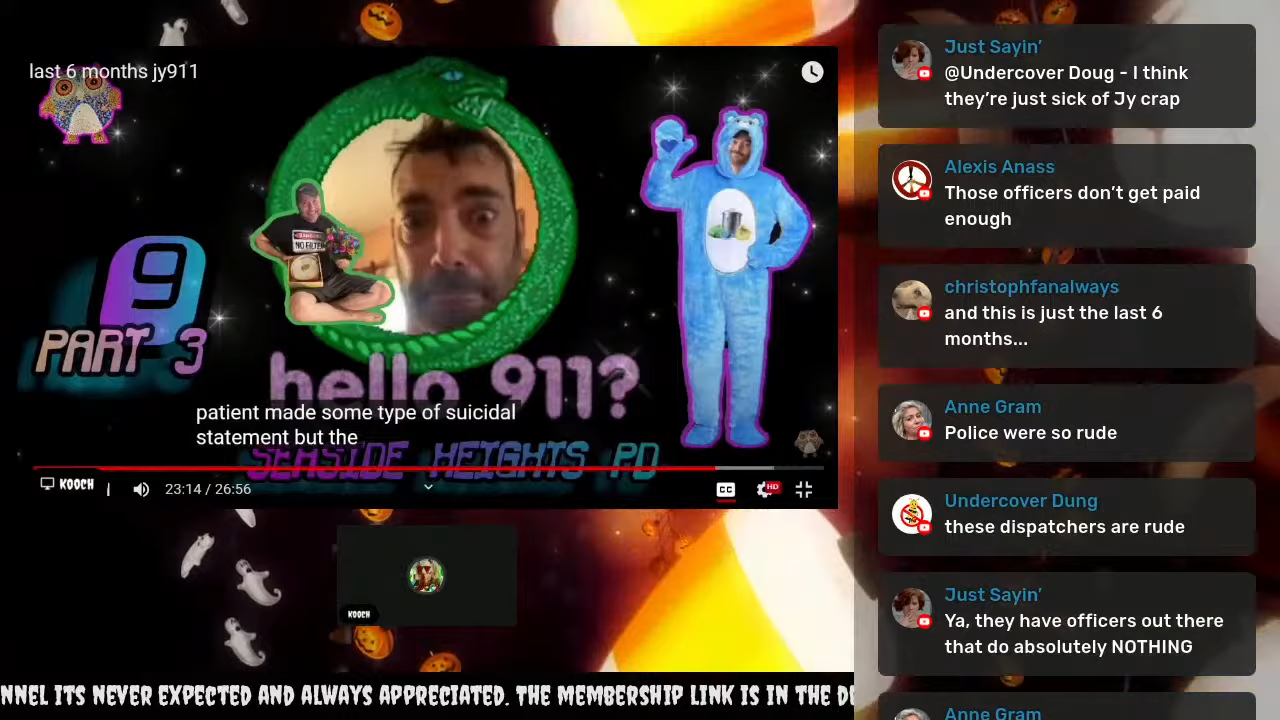 last 6 months jy911
NO FILTER
9
PART 3
hello 911?
patient made some type of suicidal
statement but the
SEASIDE HEIGHTS PD
KOOCH
23:14 / 26:56
CC
HD
KOOCH
NNEL ITS NEVER EXPECTED AND ALWAYS APPRECIATED. THE MEMBERSHIP LINK IS IN THE DE
Just Sayin’
@Undercover Doug - I think
they’re just sick of Jy crap
Alexis Anass
Those officers don’t get paid
enough
christophfanalways
and this is just the last 6
months...
Anne Gram
Police were so rude
Undercover Dung
these dispatchers are rude
Just Sayin’
Ya, they have officers out there
that do absolutely NOTHING
Anne Gram